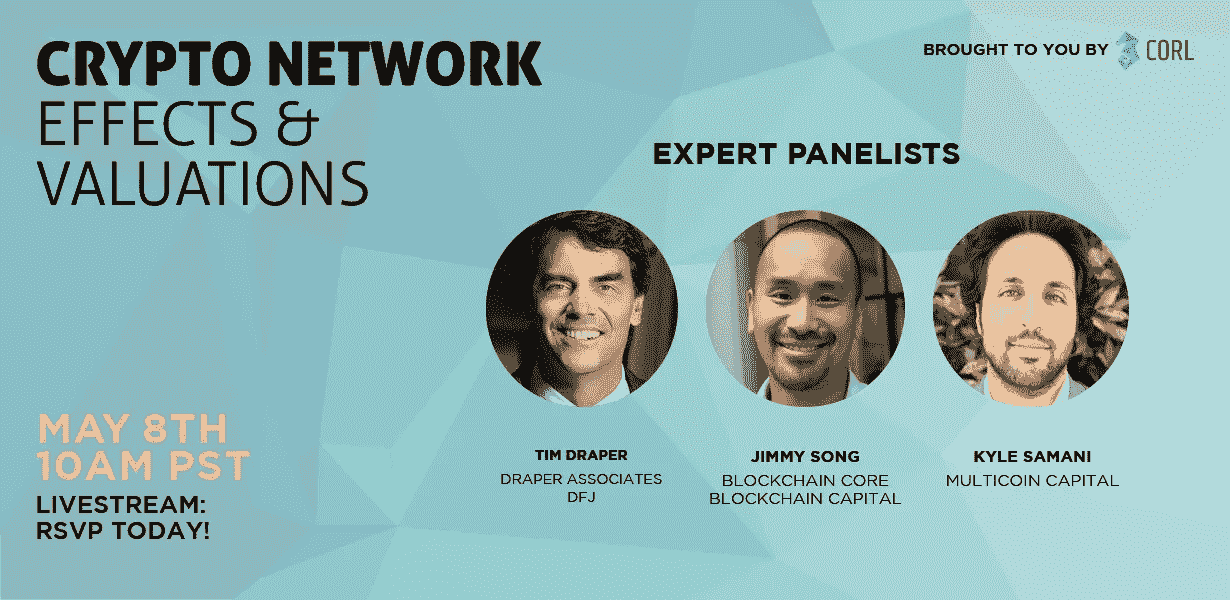 CRYPTO NETWORK
EFFECTS &
VALUATIONS
BROUGHT TO YOU BY CORL
EXPERT PANELISTS
TIM DRAPER
DRAPER ASSOCIATES
DFJ
JIMMY SONG
BLOCKCHAIN CORE
BLOCKCHAIN CAPITAL
KYLE SAMANI
MULTICOIN CAPITAL
MAY 8TH
10AM PST
LIVESTREAM:
RSVP TODAY!